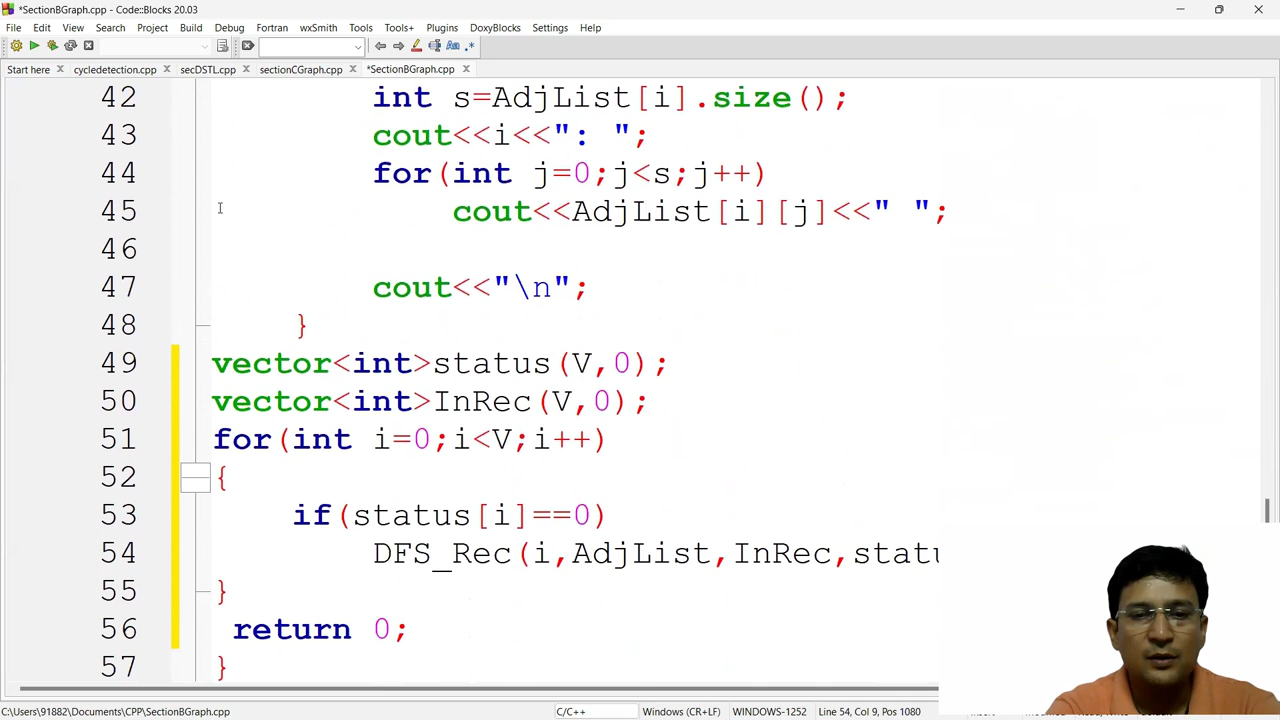 *SectionBGraph.cpp - Code::Blocks 20.03
File Edit View Search Project Build Debug Fortran wxSmith Tools Tools+ Plugins DoxyBlocks Settings Help
Start here cycledetection.cpp secDSTL.cpp sectionCGraph.cpp *SectionBGraph.cpp
42 int s=AdjList[i].size();
43 cout<<i<<": ";
44 for(int j=0;j<s;j++)
45 cout<<AdjList[i][j]<<" ";
46
47 cout<<"\n";
48 }
49 vector<int>status(V,0);
50 vector<int>InRec(V,0);
51 for(int i=0;i<V;i++)
52 {
53 if(status[i]==0)
54 DFS_Rec(i,AdjList,InRec,statu
55 }
56 return 0;
57 }
C:\Users\91882\Documents\CPP\SectionBGraph.cpp C/C++ Windows (CR+LF) WINDOWS-1252 Line 54, Col 9, Pos 1080